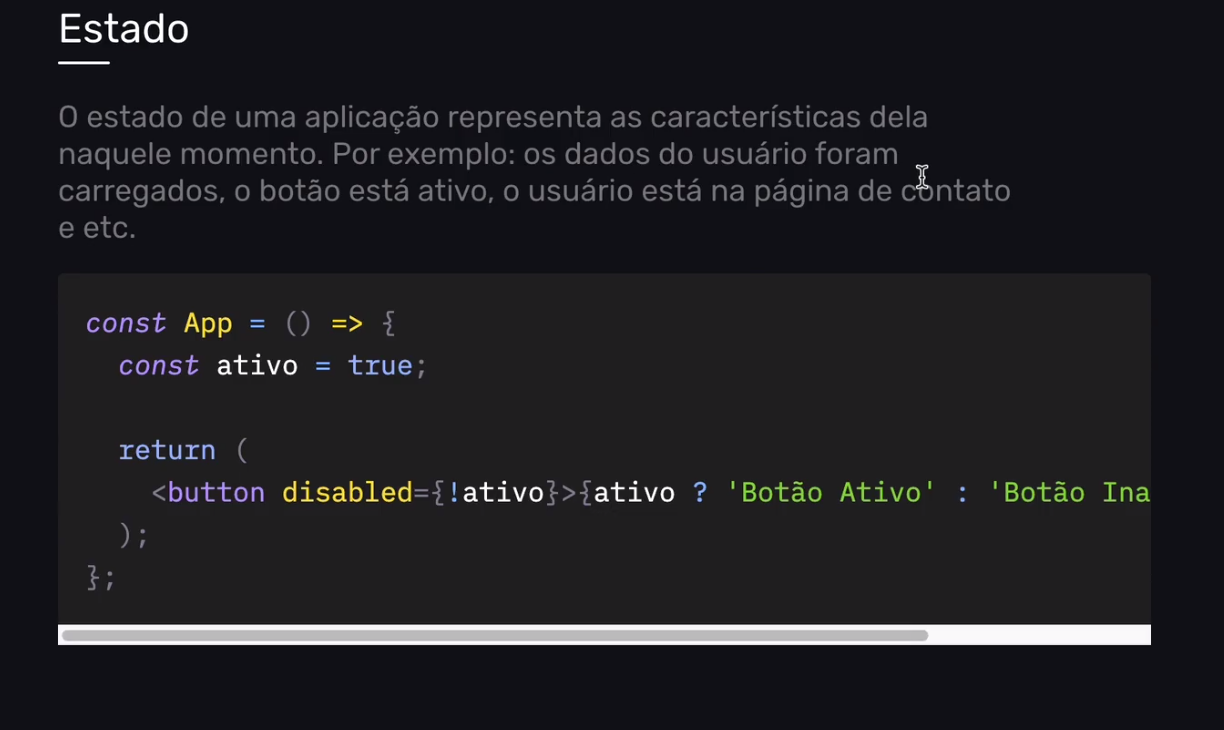 Estado
O estado de uma aplicação representa as características dela
naquele momento. Por exemplo: os dados do usuário foram
carregados, o botão está ativo, o usuário está na página de contato
e etc.
const App = () => {
  const ativo = true;
  return (
    <button disabled={!ativo}>{ativo ? 'Botão Ativo' : 'Botão Ina
  );
};